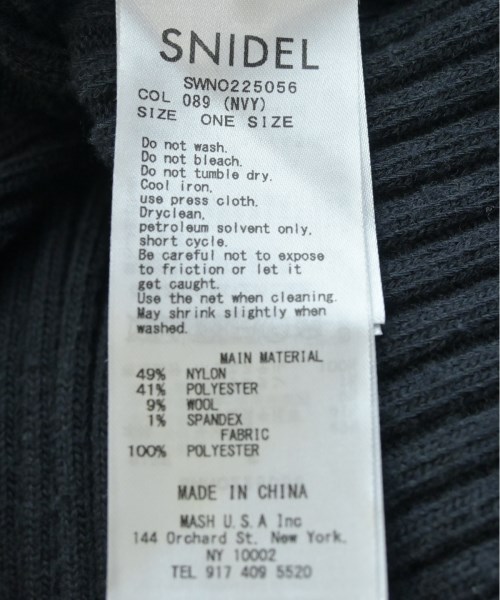 SNIDEL
SWNO225056
COL 089 (NVY)
SIZE ONE SIZE
Do not wash.
Do not bleach.
Do not tumble dry.
Cool iron,
use press cloth.
Dryclean,
petroleum solvent only,
short cycle.
Be careful not to expose
to friction or let it
get caught.
Use the net when cleaning.
May shrink slightly when
washed.
MAIN MATERIAL
49% NYLON
41% POLYESTER
9% WOOL
1% SPANDEX
FABRIC
100% POLYESTER
MADE IN CHINA
MASH U.S.A Inc
144 Orchard St. New York.
NY 10002
TEL 917 409 5520